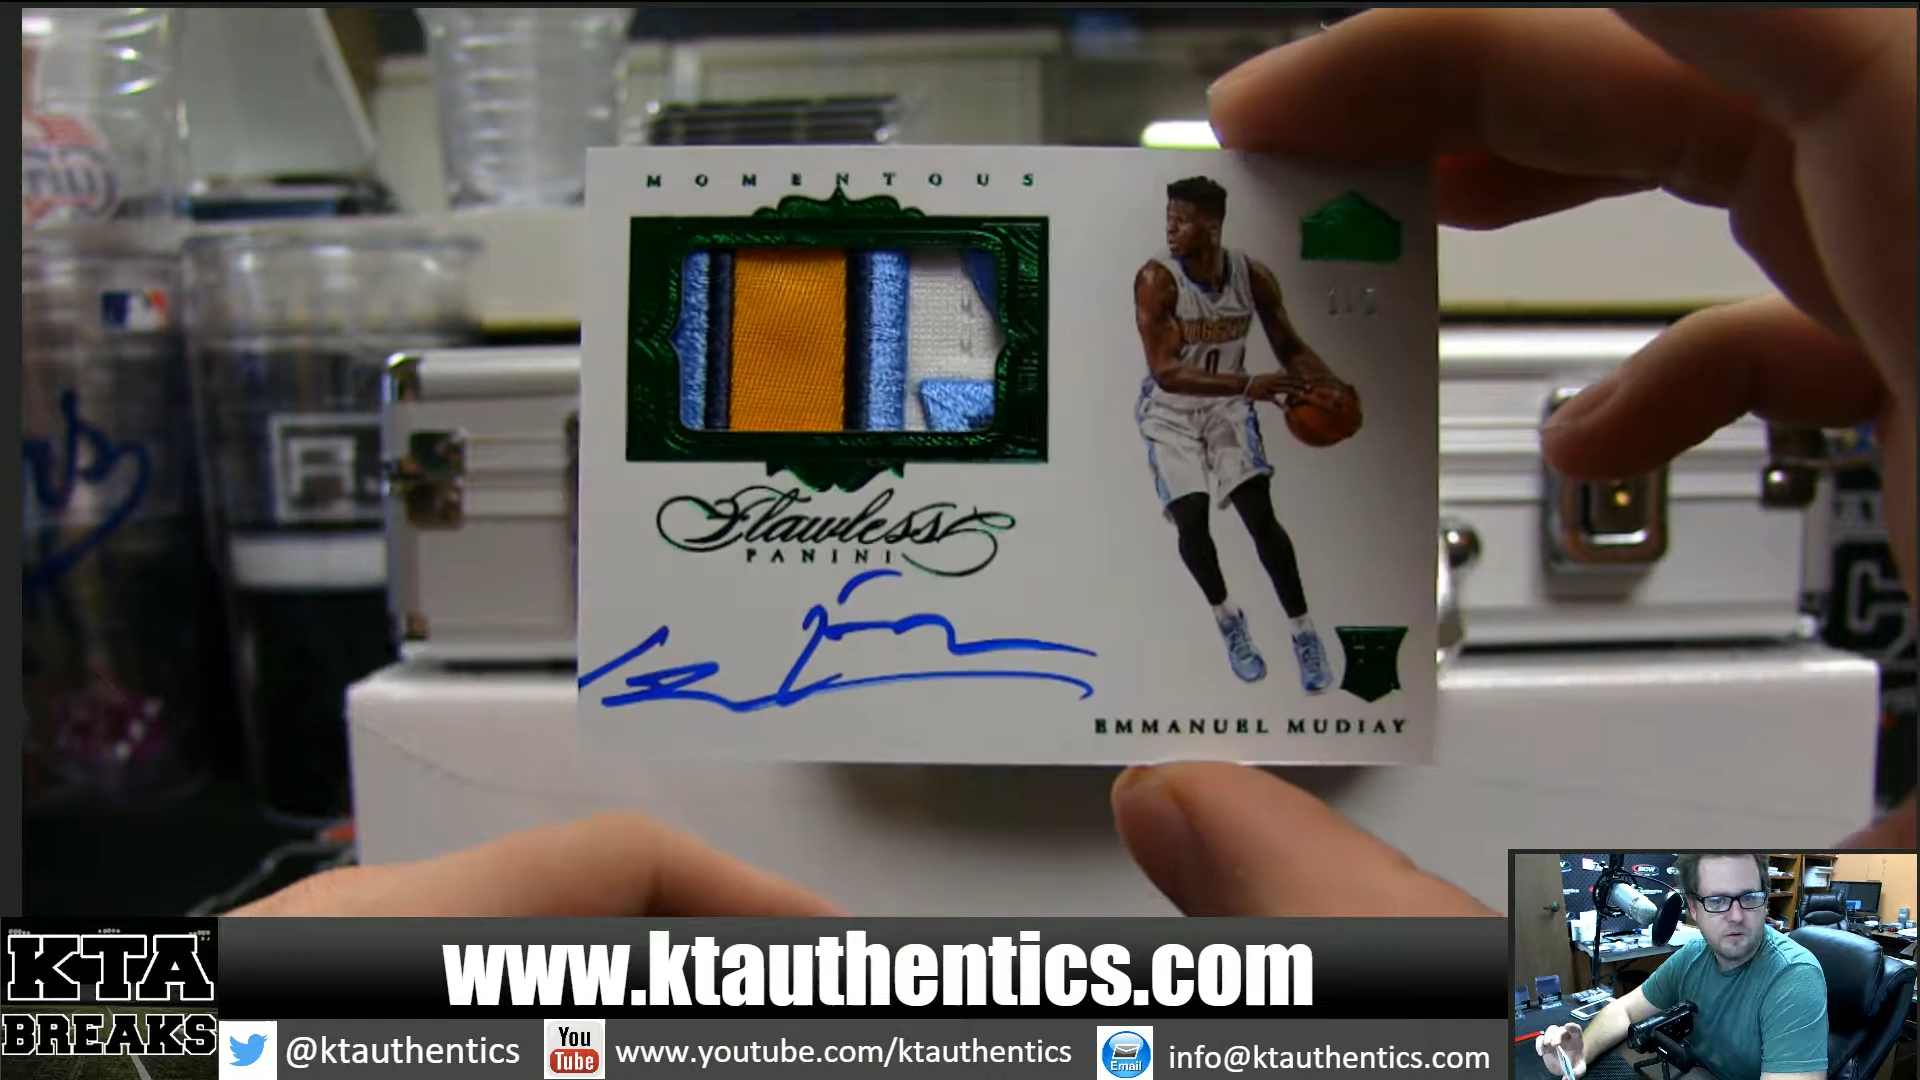 MOMENTOUS
Flawless
PANINI
EMMANUEL MUDIAY
KTA
BREAKS
www.ktauthentics.com
@ktauthentics
You
Tube
www.youtube.com/ktauthentics
Email
info@ktauthentics.com